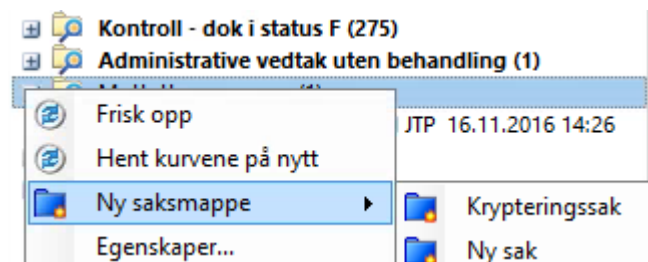 Kontroll - dok i status F (275)
Administrative vedtak uten behandling (1)
Frisk opp
JTP 16.11.2016 14:26
Hent kurvene på nytt
Ny saksmappe
Krypteringssak
Egenskaper...
Ny sak